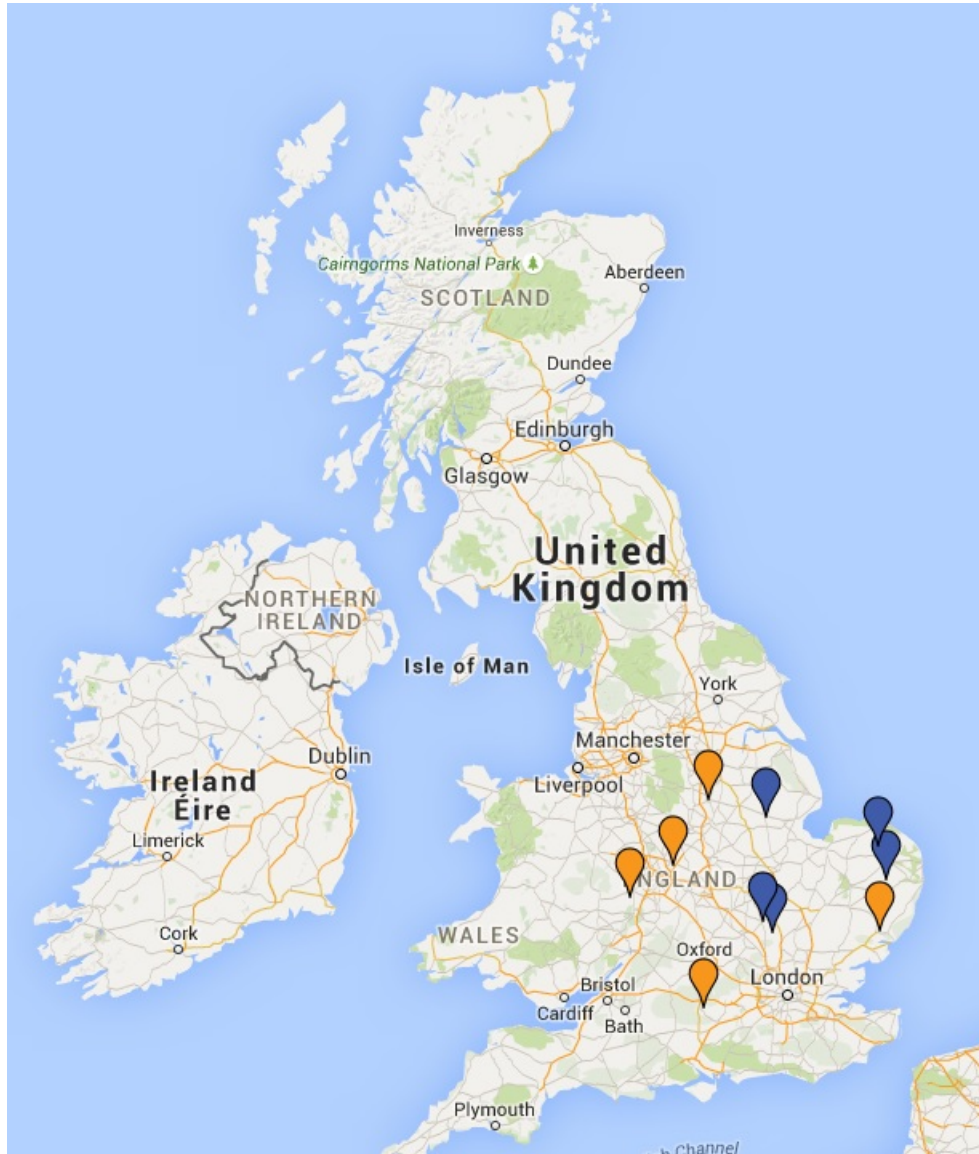 Inverness
Cairngorms National Park
Aberdeen
SCOTLAND
Dundee
Edinburgh
Glasgow
United
Kingdom
NORTHERN
IRELAND
Isle of Man
York
Manchester
Dublin
Liverpool
Ireland
Éire
Limerick
NGLAND
Cork
WALES
Oxford
London
Bristol
Cardiff
Bath
Plymouth
h Channel